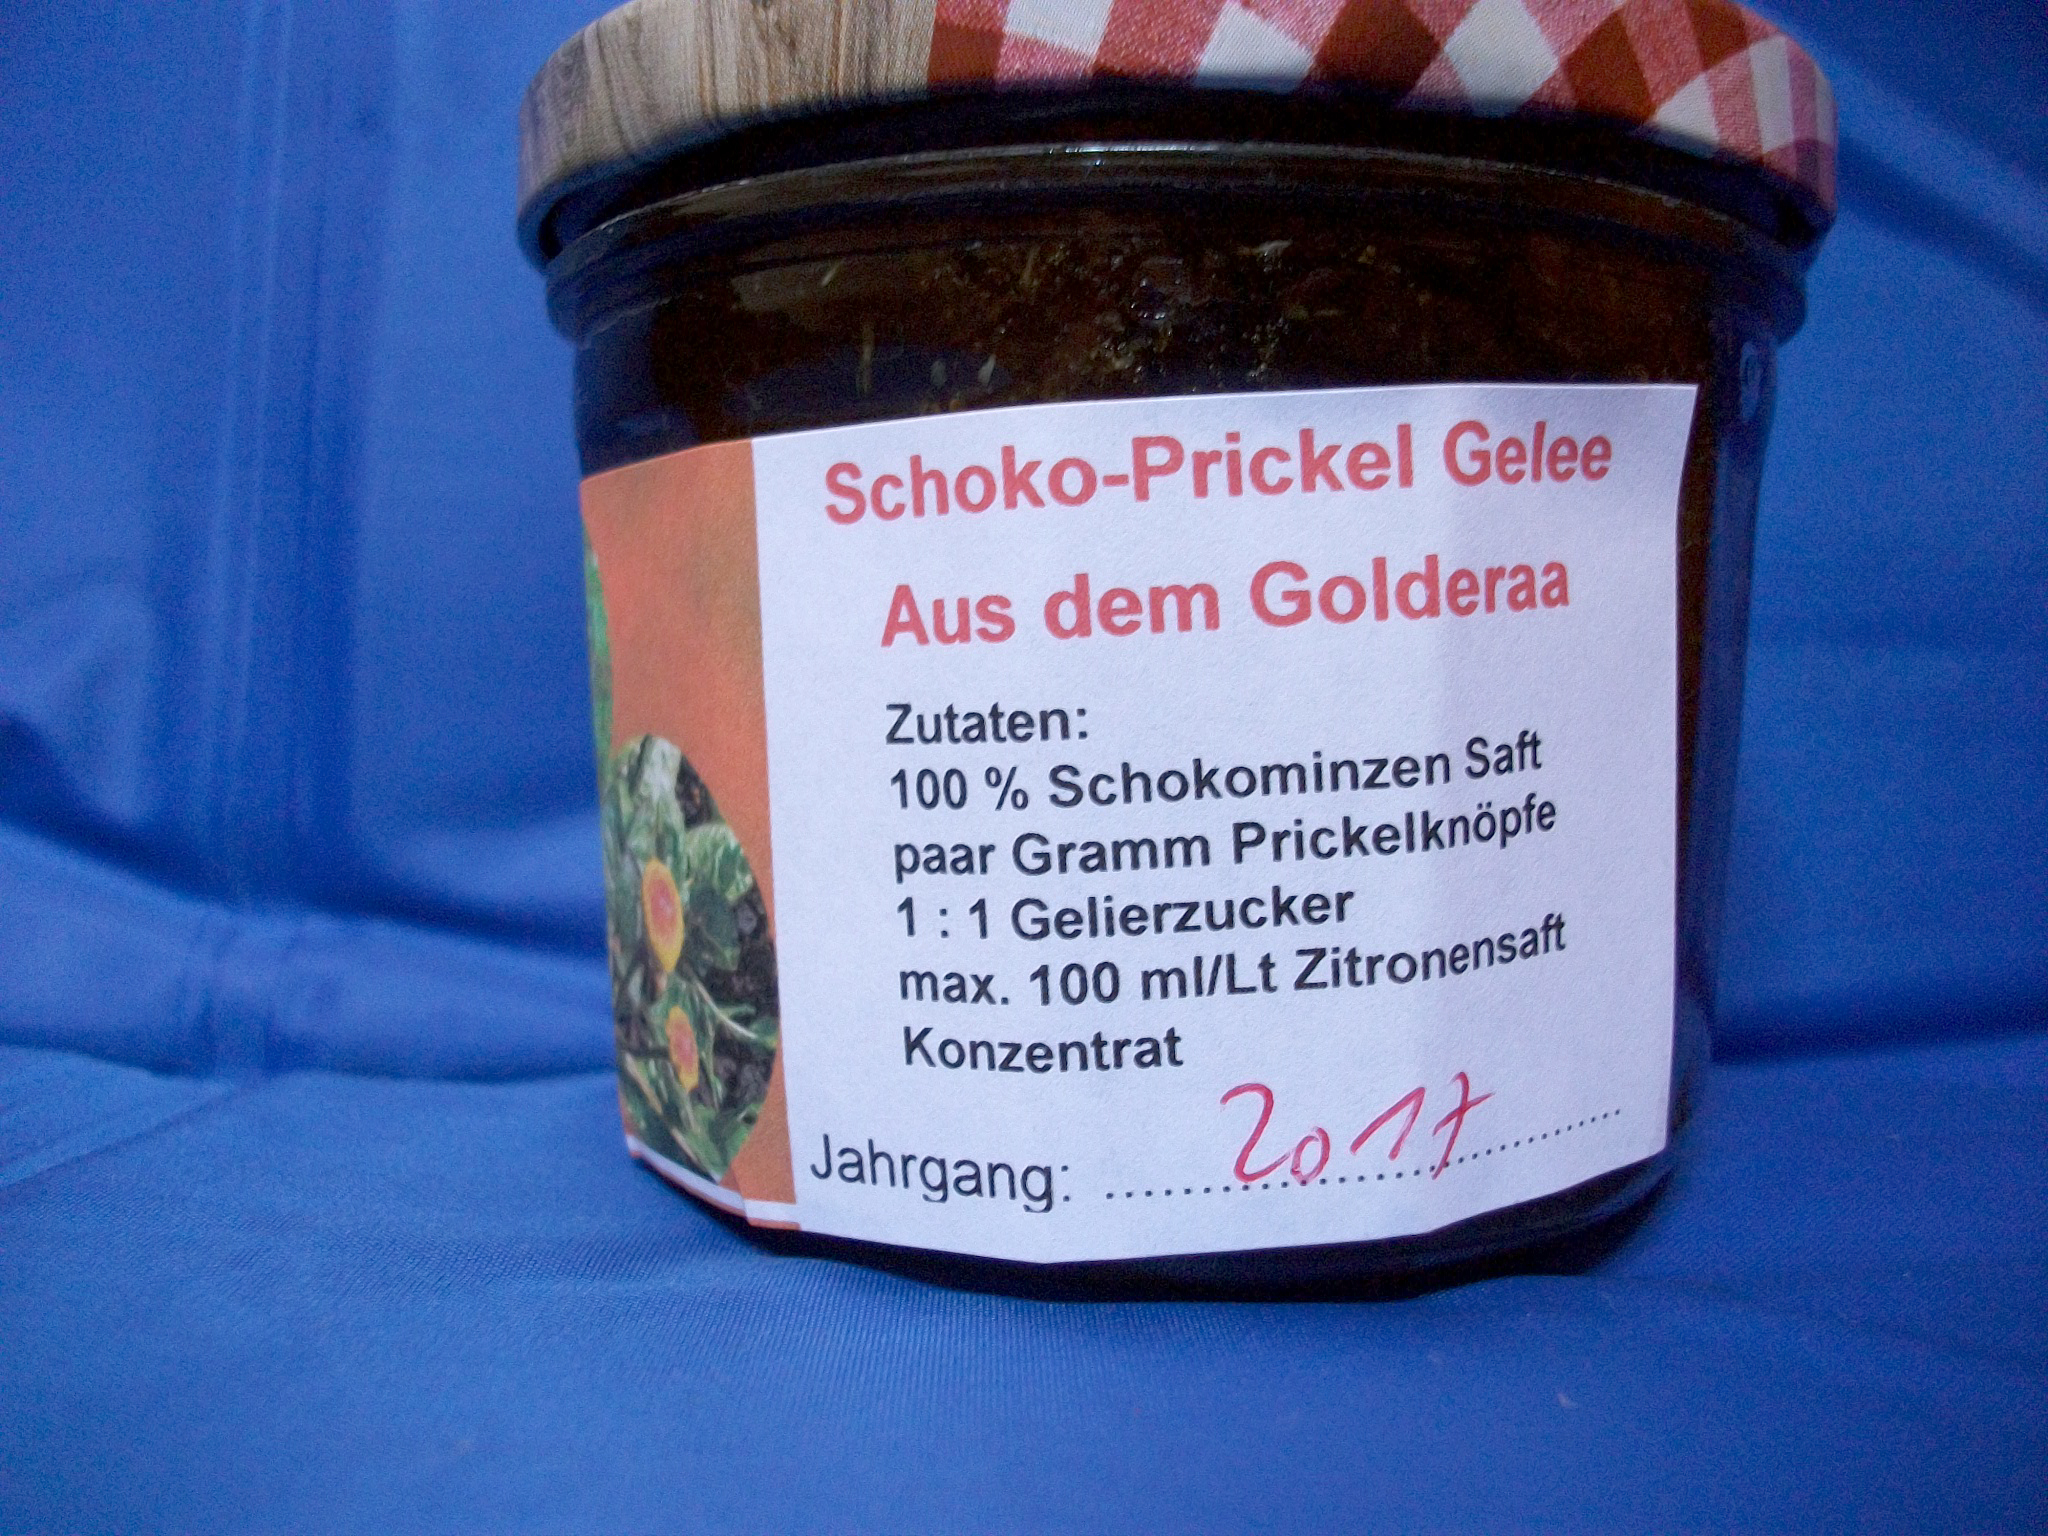 Schoko-Prickel Gelee
Aus dem Golderaa
Zutaten:
100 % Schokominzen Saft
paar Gramm Prickelknöpfe
1 : 1 Gelierzucker
max. 100 ml/Lt Zitronensaft
Konzentrat
Jahrgang: 2017